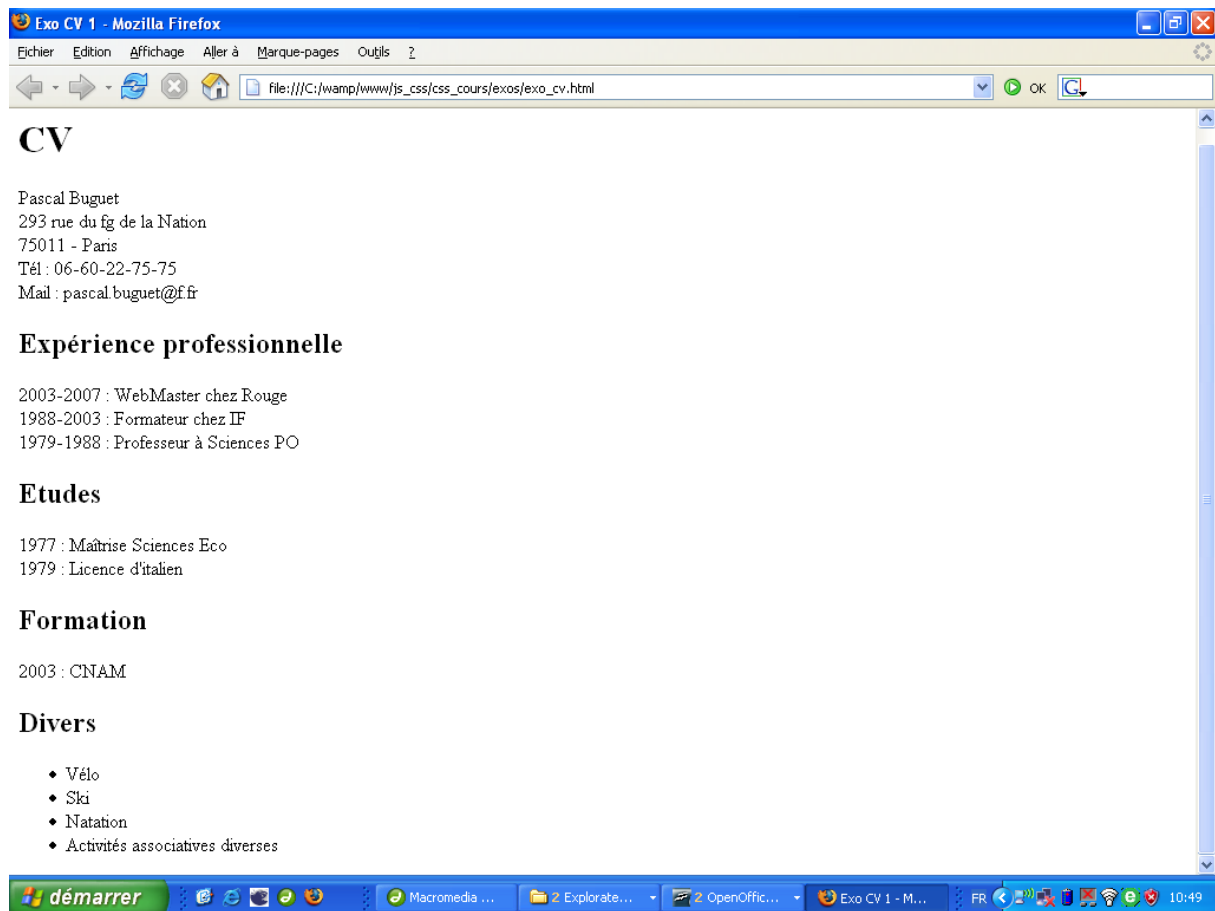 Exo CV 1 - Mozilla Firefox
Fichier Edition Affichage Aller à Marque-pages Outils ?
file:///C:/wamp/www/js_css/css_cours/exos/exo_cv.html OK G
CV
Pascal Buguet
293 rue du fg de la Nation
75011 - Paris
Tél : 06-60-22-75-75
Mail : pascal.buguet@f.fr
Expérience professionnelle
2003-2007 : WebMaster chez Rouge
1988-2003 : Formateur chez IF
1979-1988 : Professeur à Sciences PO
Etudes
1977 : Maîtrise Sciences Eco
1979 : Licence d'italien
Formation
2003 : CNAM
Divers
Vélo
Ski
Natation
Activités associatives diverses
démarrer Macromedia ... 2 Explorate... 2 OpenOffic... Exo CV 1 - M... FR 10:49